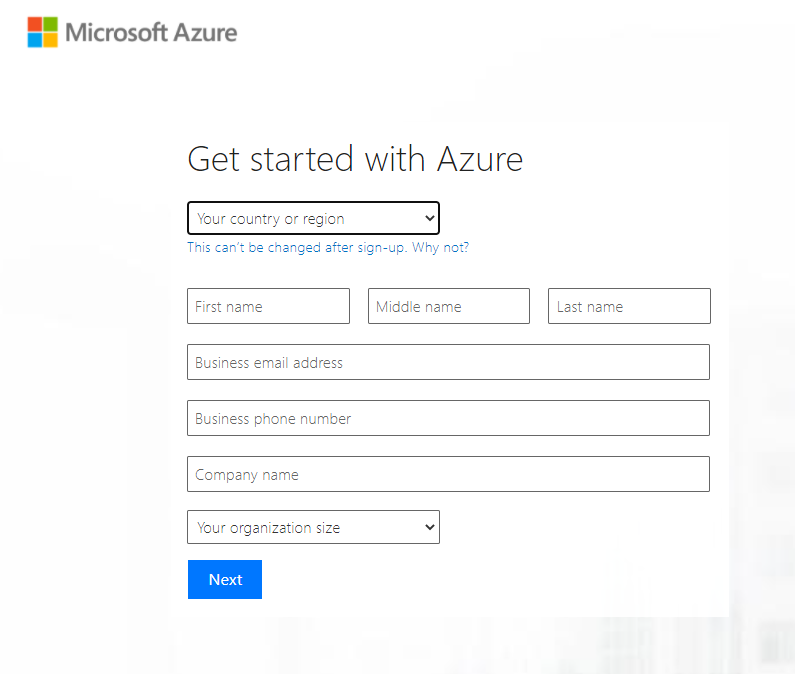 Microsoft Azure
Get started with Azure
Your country or region
This can't be changed after sign-up. Why not?
First name Middle name Last name
Business email address
Business phone number
Company name
Your organization size
Next